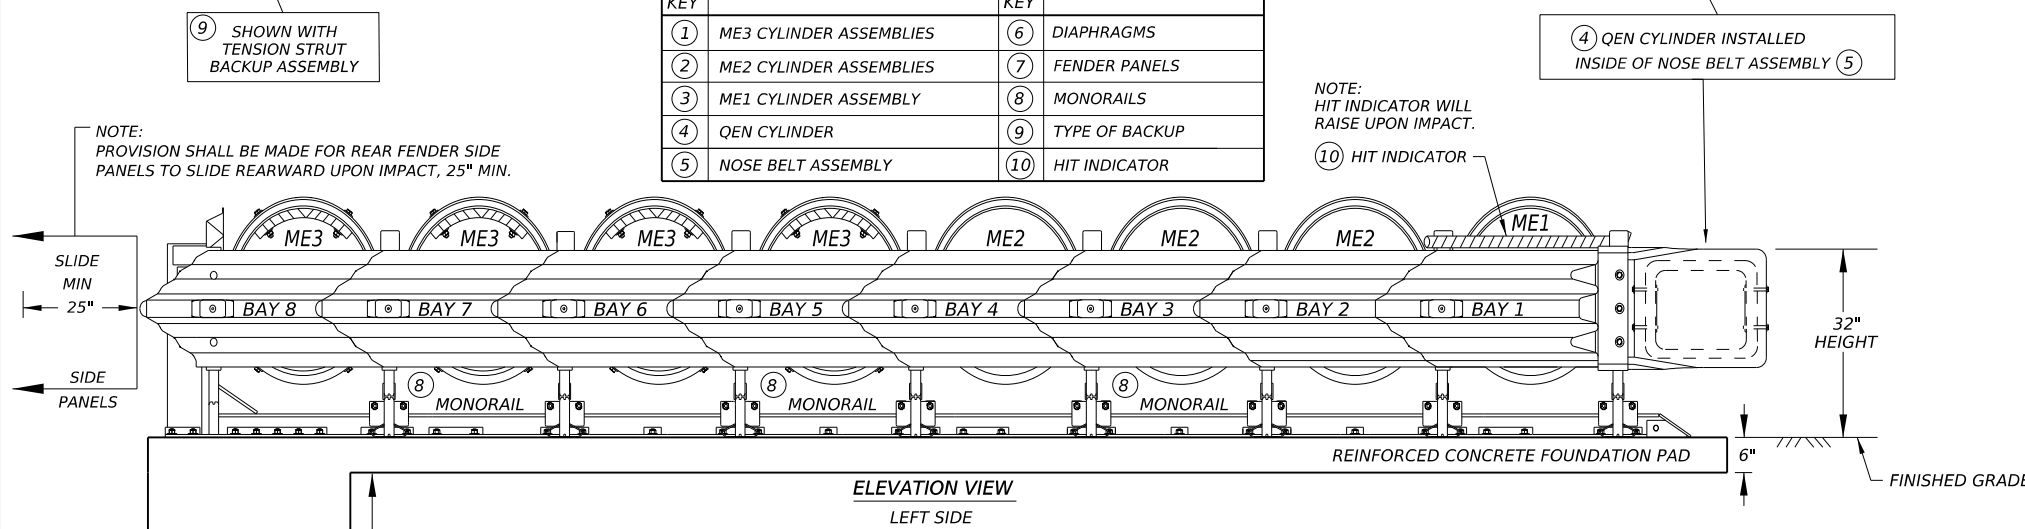 9 SHOWN WITH
TENSION STRUT
BACKUP ASSEMBLY
KEY KEY
1 ME3 CYLINDER ASSEMBLIES 6 DIAPHRAGMS
2 ME2 CYLINDER ASSEMBLIES 7 FENDER PANELS
3 ME1 CYLINDER ASSEMBLY 8 MONORAILS
4 QEN CYLINDER 9 TYPE OF BACKUP
5 NOSE BELT ASSEMBLY 10 HIT INDICATOR
4 QEN CYLINDER INSTALLED
INSIDE OF NOSE BELT ASSEMBLY 5
NOTE:
HIT INDICATOR WILL
RAISE UPON IMPACT.
10 HIT INDICATOR
NOTE:
PROVISION SHALL BE MADE FOR REAR FENDER SIDE
PANELS TO SLIDE REARWARD UPON IMPACT, 25" MIN.
ME3 ME3 ME3 ME3 ME2 ME2 ME2 ME1
SLIDE
MIN
25"
SIDE
PANELS
BAY 8 BAY 7 BAY 6 BAY 5 BAY 4 BAY 3 BAY 2 BAY 1
32"
HEIGHT
8 8 8
MONORAIL MONORAIL MONORAIL
REINFORCED CONCRETE FOUNDATION PAD
6"
FINISHED GRADE
ELEVATION VIEW
LEFT SIDE